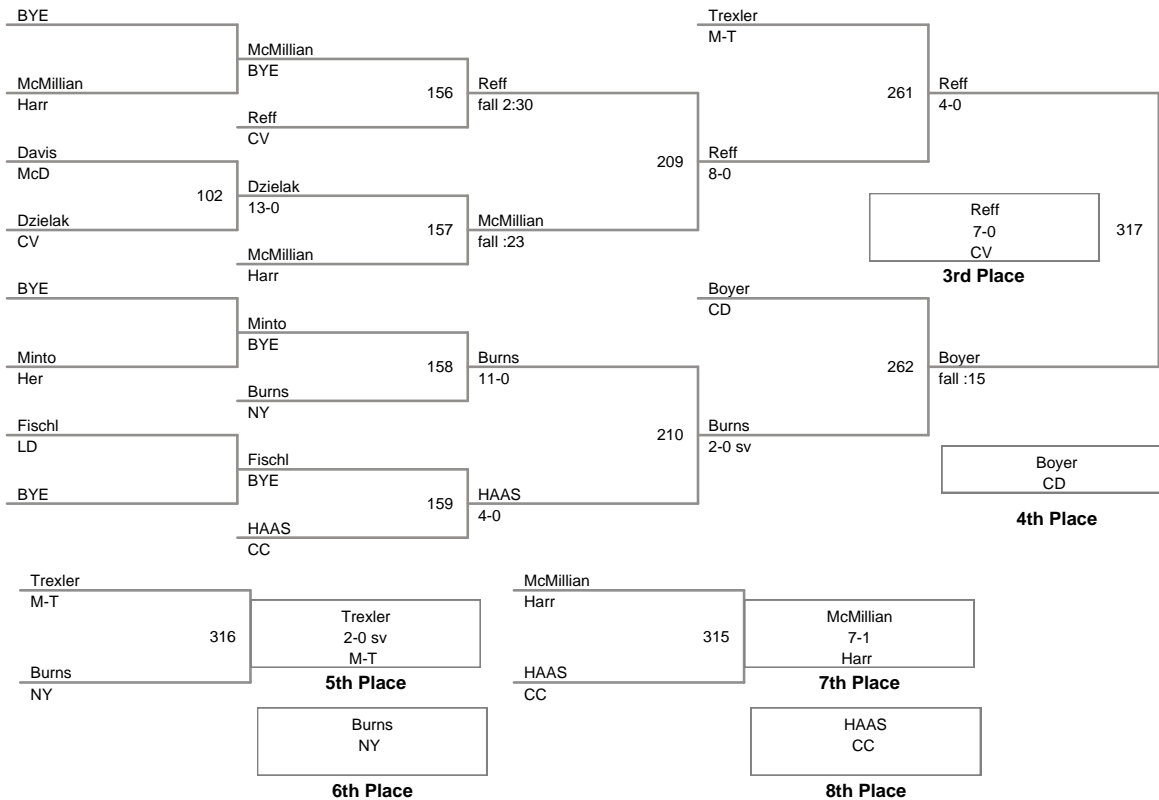 BYE
McMillian
Harr
Davis
McD
102
Dzielak
CV
BYE
Minto
Her
Fischl
LD
BYE
McMillian
BYE
156
Reff
CV
Dzielak
13-0
157
McMillian
Harr
Minto
BYE
158
Burns
NY
Fischl
BYE
159
HAAS
CC
Reff
fall 2:30
209
McMillian
fall :23
Burns
11-0
210
HAAS
4-0
Trexler
M-T
261
Reff
8-0
Boyer
CD
262
Burns
2-0 sv
Reff
4-0
317
Boyer
fall :15
Reff
7-0
CV
3rd Place
Boyer
CD
4th Place
Trexler
M-T
316
Burns
NY
Trexler
2-0 sv
M-T
5th Place
Burns
NY
6th Place
McMillian
Harr
315
HAAS
CC
McMillian
7-1
Harr
7th Place
HAAS
CC
8th Place